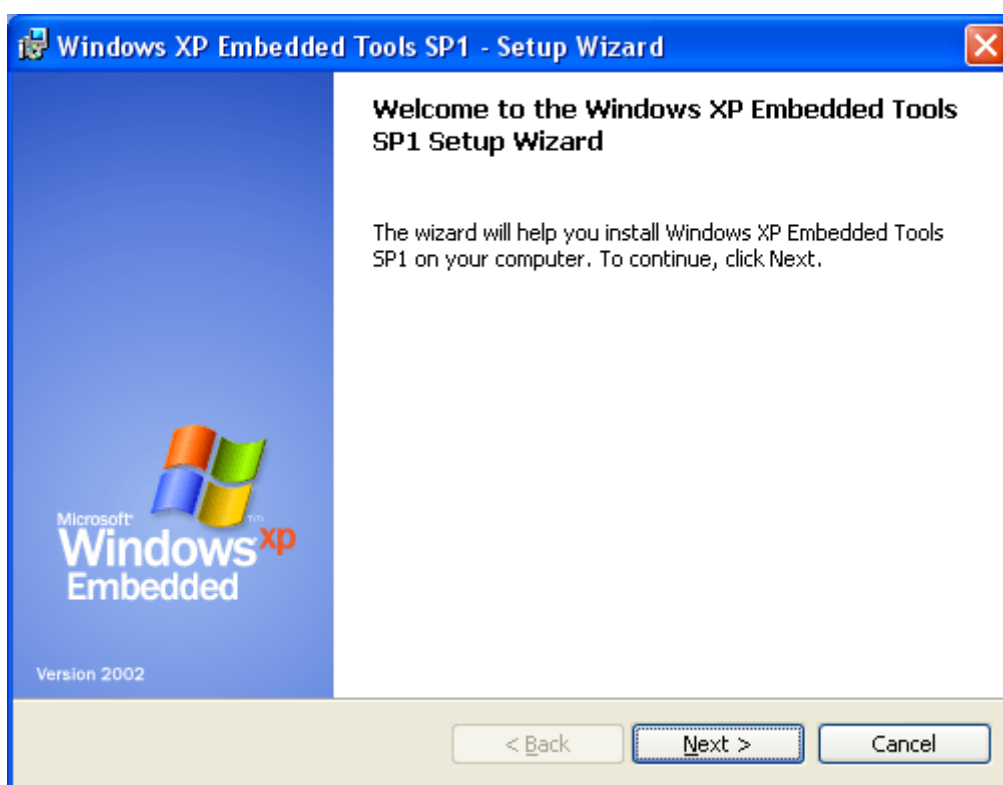 Windows XP Embedded Tools SP1 - Setup Wizard
Welcome to the Windows XP Embedded Tools
SP1 Setup Wizard
The wizard will help you install Windows XP Embedded Tools
SP1 on your computer. To continue, click Next.
Microsoft
Windows xp
Embedded
Version 2002
< Back
Next >
Cancel